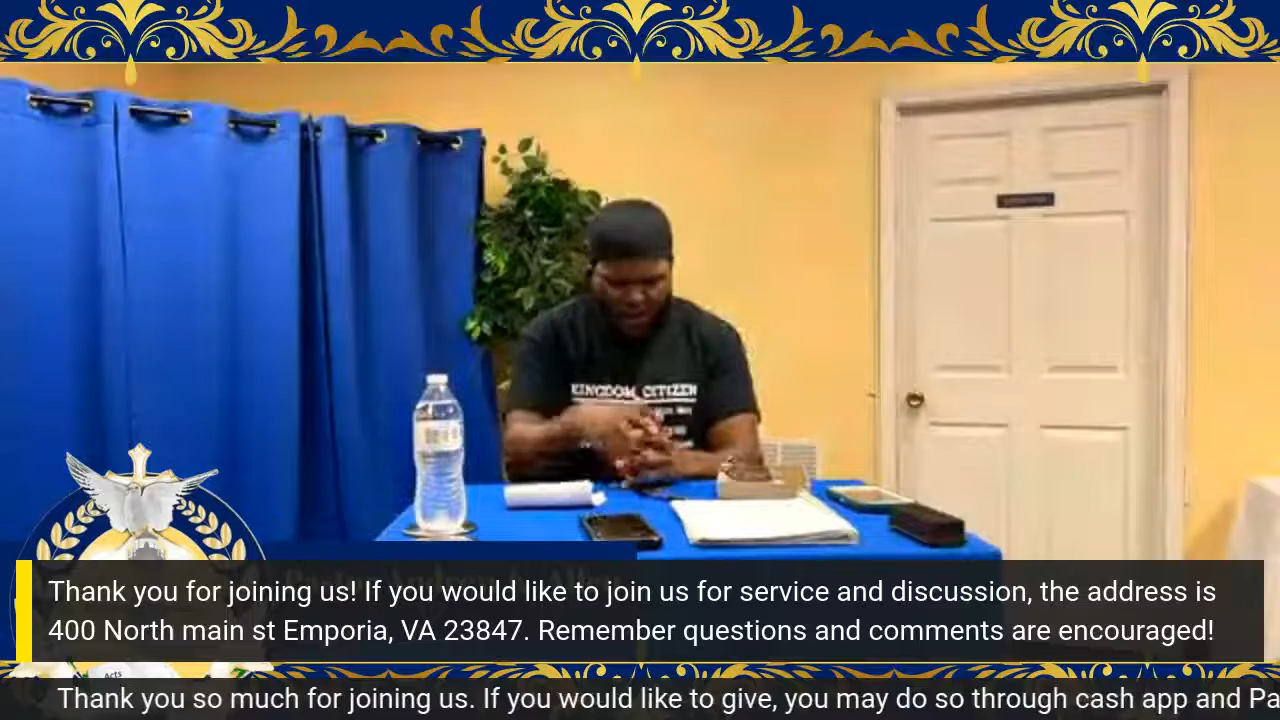 KINGDOM CITIZEN
Thank you for joining us! If you would like to join us for service and discussion, the address is
400 North main st Emporia, VA 23847. Remember questions and comments are encouraged!
Acts
Thank you so much for joining us. If you would like to give, you may do so through cash app and Pa